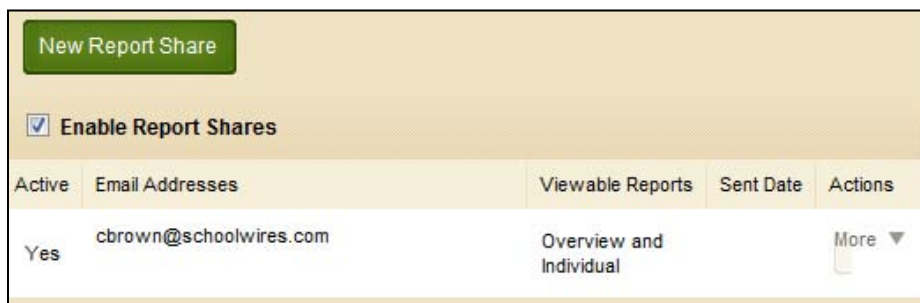 New Report Share
Enable Report Shares
Active Email Addresses Viewable Reports Sent Date Actions
Yes cbrown@schoolwires.com Overview and More ▼
Individual